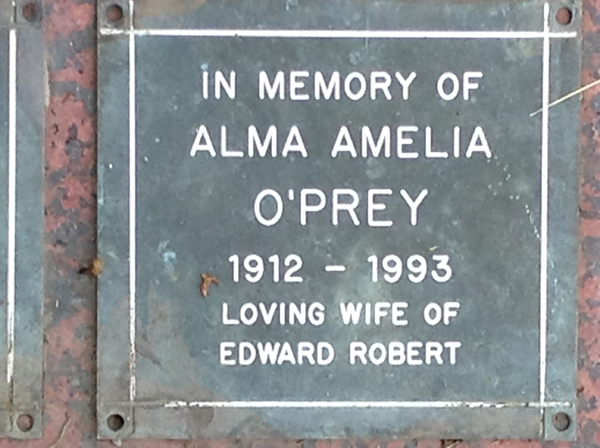 IN MEMORY OF
ALMA AMELIA
O'PREY
1912 - 1993
LOVING WIFE OF
EDWARD ROBERT